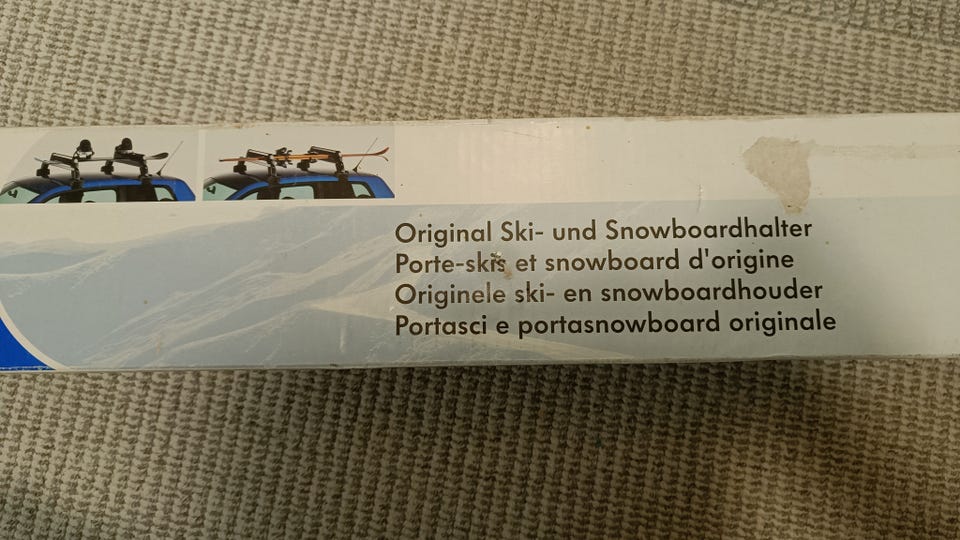 Original Ski- und Snowboardhalter
Porte-skis et snowboard d'origine
Originele ski- en snowboardhouder
Portasci e portasnowboard originale